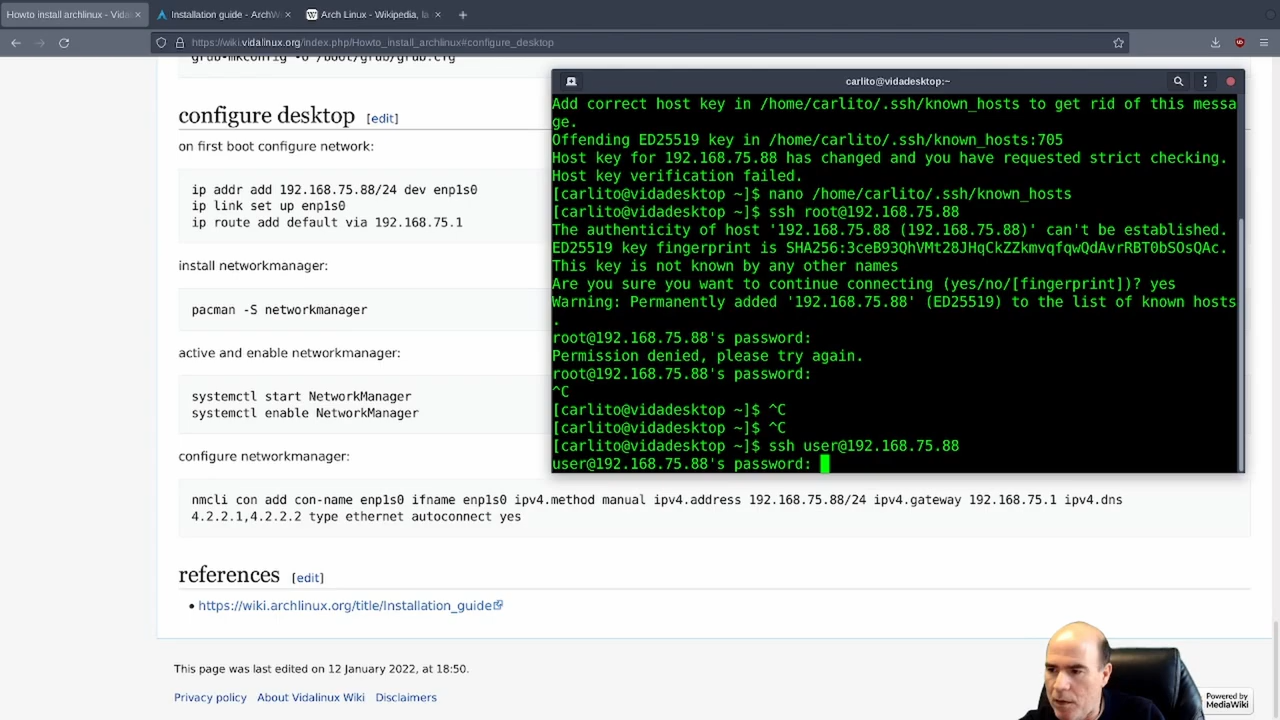 Howto install archlinux - Vida
Installation guide - ArchW
Arch Linux - Wikipedia, la
https://wiki.vidalinux.org/index.php/Howto_install_archlinux#configure_desktop
grub-mkconfig -o /boot/grub/grub.cfg
configure desktop [edit]
on first boot configure network:
ip addr add 192.168.75.88/24 dev enp1s0
ip link set up enp1s0
ip route add default via 192.168.75.1
install networkmanager:
pacman -S networkmanager
active and enable networkmanager:
systemctl start NetworkManager
systemctl enable NetworkManager
configure networkmanager:
nmcli con add con-name enp1s0 ifname enp1s0 ipv4.method manual ipv4.address 192.168.75.88/24 ipv4.gateway 192.168.75.1 ipv4.dns
4.2.2.1,4.2.2.2 type ethernet autoconnect yes
references [edit]
https://wiki.archlinux.org/title/Installation_guide
This page was last edited on 12 January 2022, at 18:50.
Privacy policy About Vidalinux Wiki Disclaimers
Powered by
MediaWiki
carlito@vidadesktop:~
Add correct host key in /home/carlito/.ssh/known_hosts to get rid of this messa
ge.
Offending ED25519 key in /home/carlito/.ssh/known_hosts:705
Host key for 192.168.75.88 has changed and you have requested strict checking.
Host key verification failed.
[carlito@vidadesktop ~]$ nano /home/carlito/.ssh/known_hosts
[carlito@vidadesktop ~]$ ssh root@192.168.75.88
The authenticity of host '192.168.75.88 (192.168.75.88)' can't be established.
ED25519 key fingerprint is SHA256:3ceB93QhVMt28JHqCkZZkmvqfqwQdAvrRBT0bSOsQAc.
This key is not known by any other names
Are you sure you want to continue connecting (yes/no/[fingerprint])? yes
Warning: Permanently added '192.168.75.88' (ED25519) to the list of known hosts
.
root@192.168.75.88's password:
Permission denied, please try again.
root@192.168.75.88's password:
^C
[carlito@vidadesktop ~]$ ^C
[carlito@vidadesktop ~]$ ^C
[carlito@vidadesktop ~]$ ssh user@192.168.75.88
user@192.168.75.88's password: